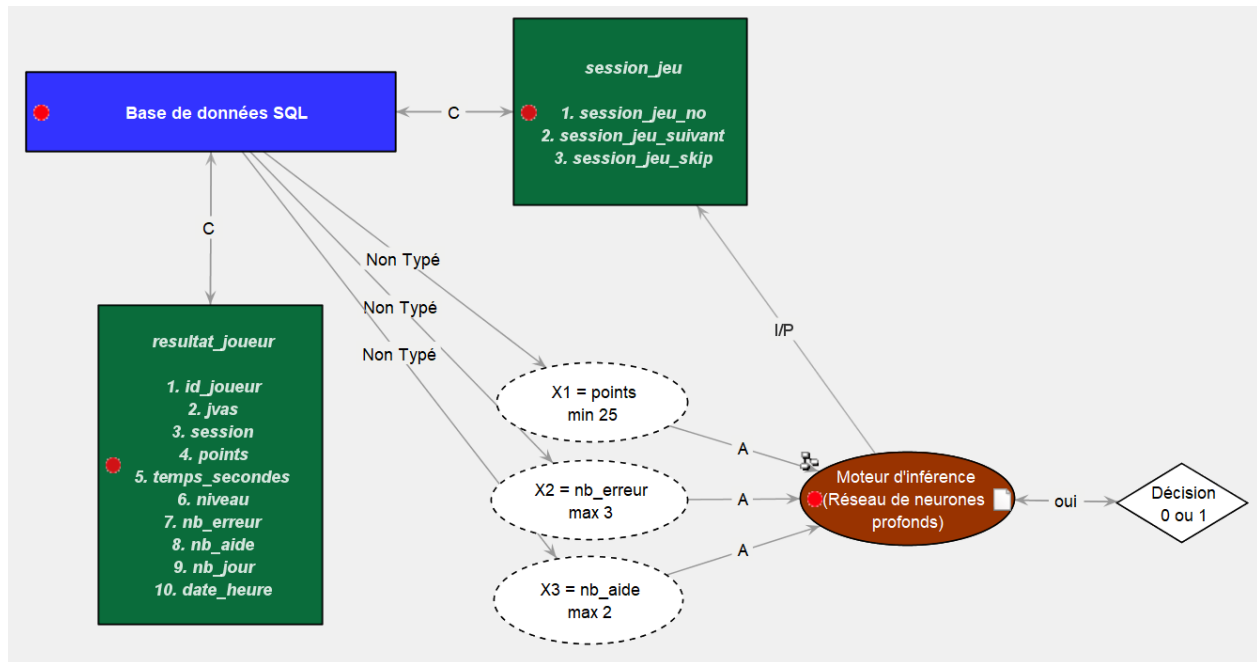 session_jeu
1. session_jeu_no
2. session_jeu_suivant
3. session_jeu_skip
Base de données SQL
C
C
Non Typé
Non Typé
Non Typé
resultat_joueur
1. id_joueur
2. jvas
3. session
4. points
5. temps_secondes
6. niveau
7. nb_erreur
8. nb_aide
9. nb_jour
10. date_heure
I/P
X1 = points
min 25
A
X2 = nb_erreur
max 3
A
X3 = nb_aide
max 2
A
Moteur d'inférence
(Réseau de neurones
profonds)
oui
Décision
0 ou 1